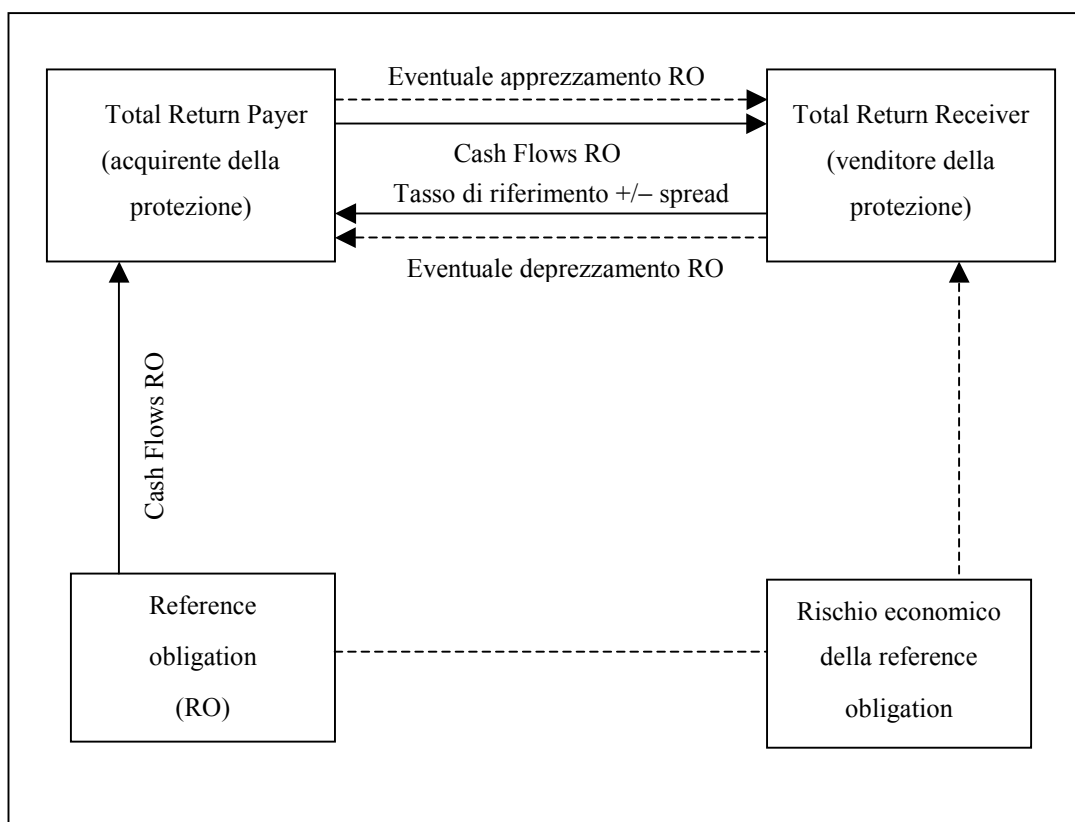 Total Return Payer
(acquirente della
protezione)
Eventuale apprezzamento RO
Cash Flows RO
Tasso di riferimento +/– spread
Eventuale deprezzamento RO
Total Return Receiver
(venditore della
protezione)
Cash Flows RO
Reference
obligation
(RO)
Rischio economico
della reference
obligation